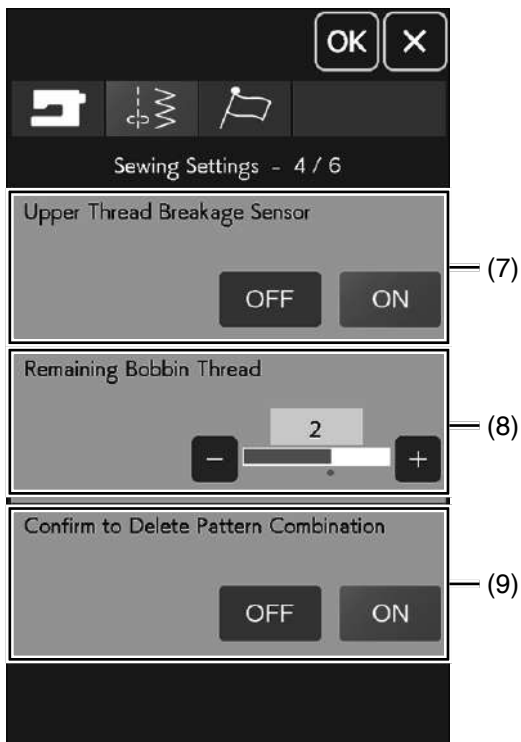 OK ×
Sewing Settings - 4 / 6
Upper Thread Breakage Sensor
OFF ON
(7)
Remaining Bobbin Thread
2
− +
(8)
Confirm to Delete Pattern Combination
OFF ON
(9)